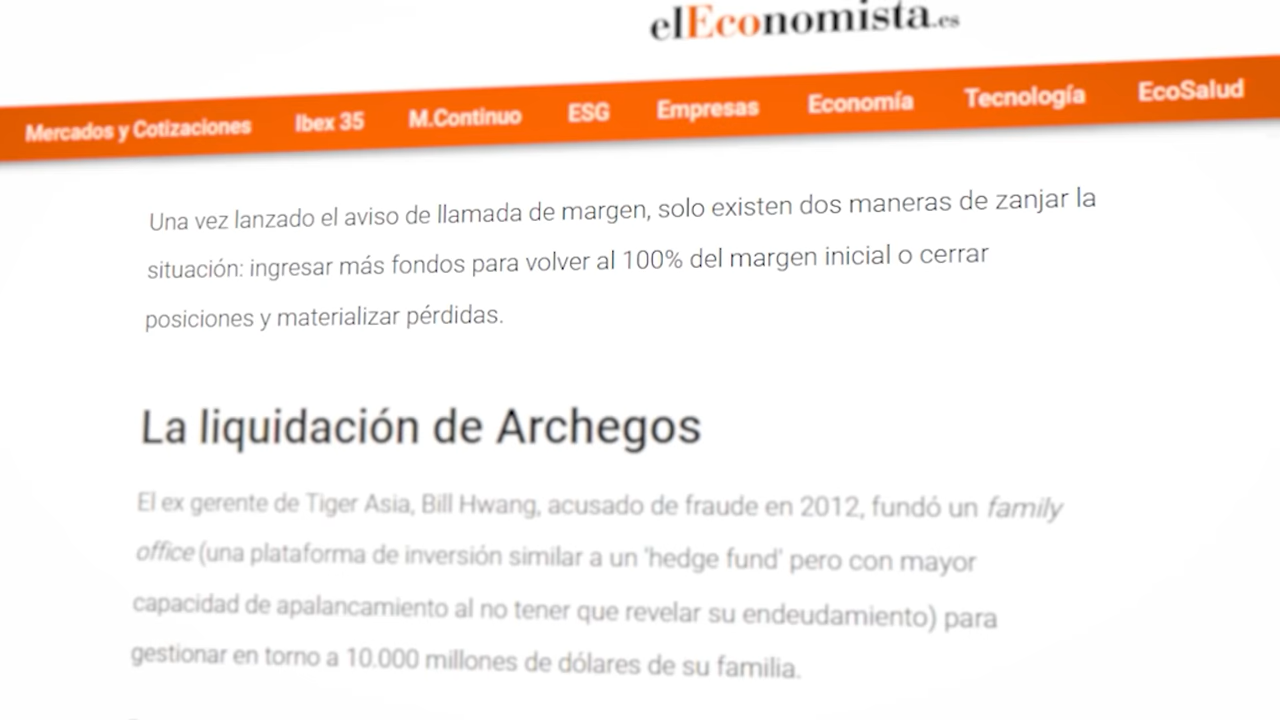 elEconomista.es
Mercados y Cotizaciones Ibex 35 M.Continuo ESG Empresas Economía Tecnología EcoSalud
Una vez lanzado el aviso de llamada de margen, solo existen dos maneras de zanjar la
situación: ingresar más fondos para volver al 100% del margen inicial o cerrar
posiciones y materializar pérdidas.
La liquidación de Archegos
El ex gerente de Tiger Asia, Bill Hwang, acusado de fraude en 2012, fundó un family
office (una plataforma de inversión similar a un 'hedge fund' pero con mayor
capacidad de apalancamiento al no tener que revelar su endeudamiento) para
gestionar en torno a 10.000 millones de dólares de su familia.